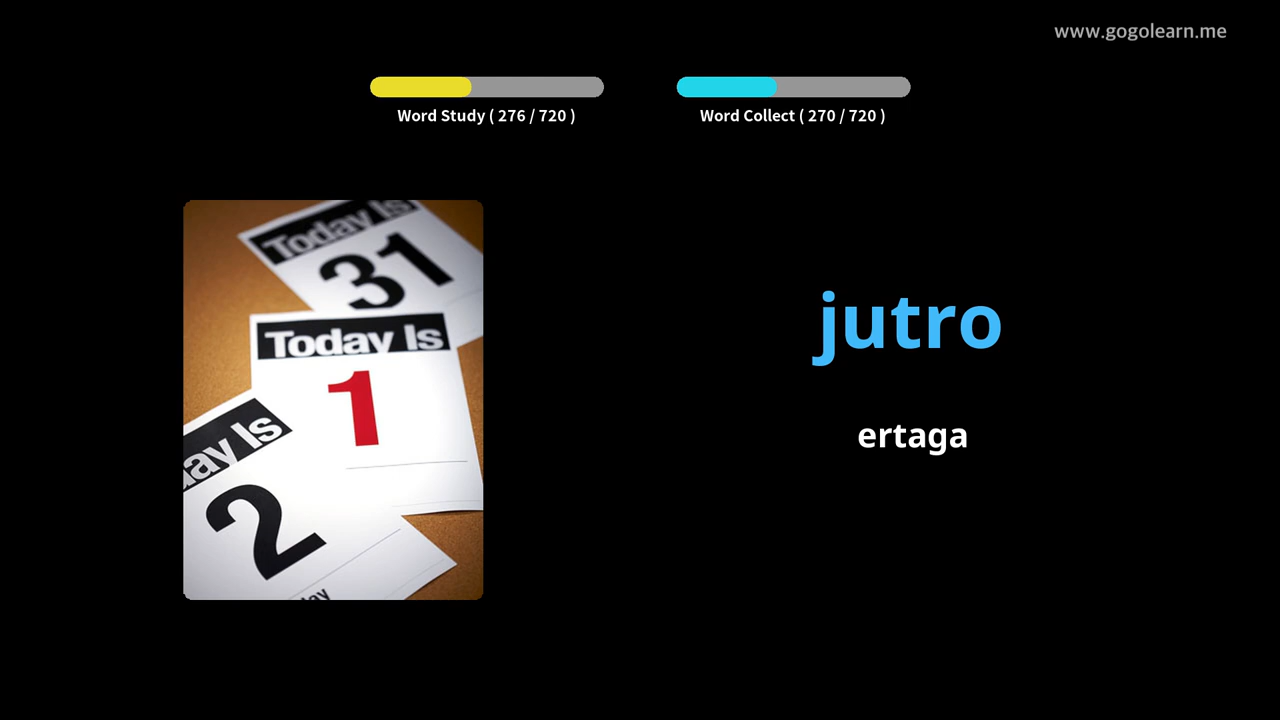 www.gogolearn.me
Word Study ( 276 / 720 )
Word Collect ( 270 / 720 )
Today Is
31
Today Is
1
ay Is
2
jutro
ertaga